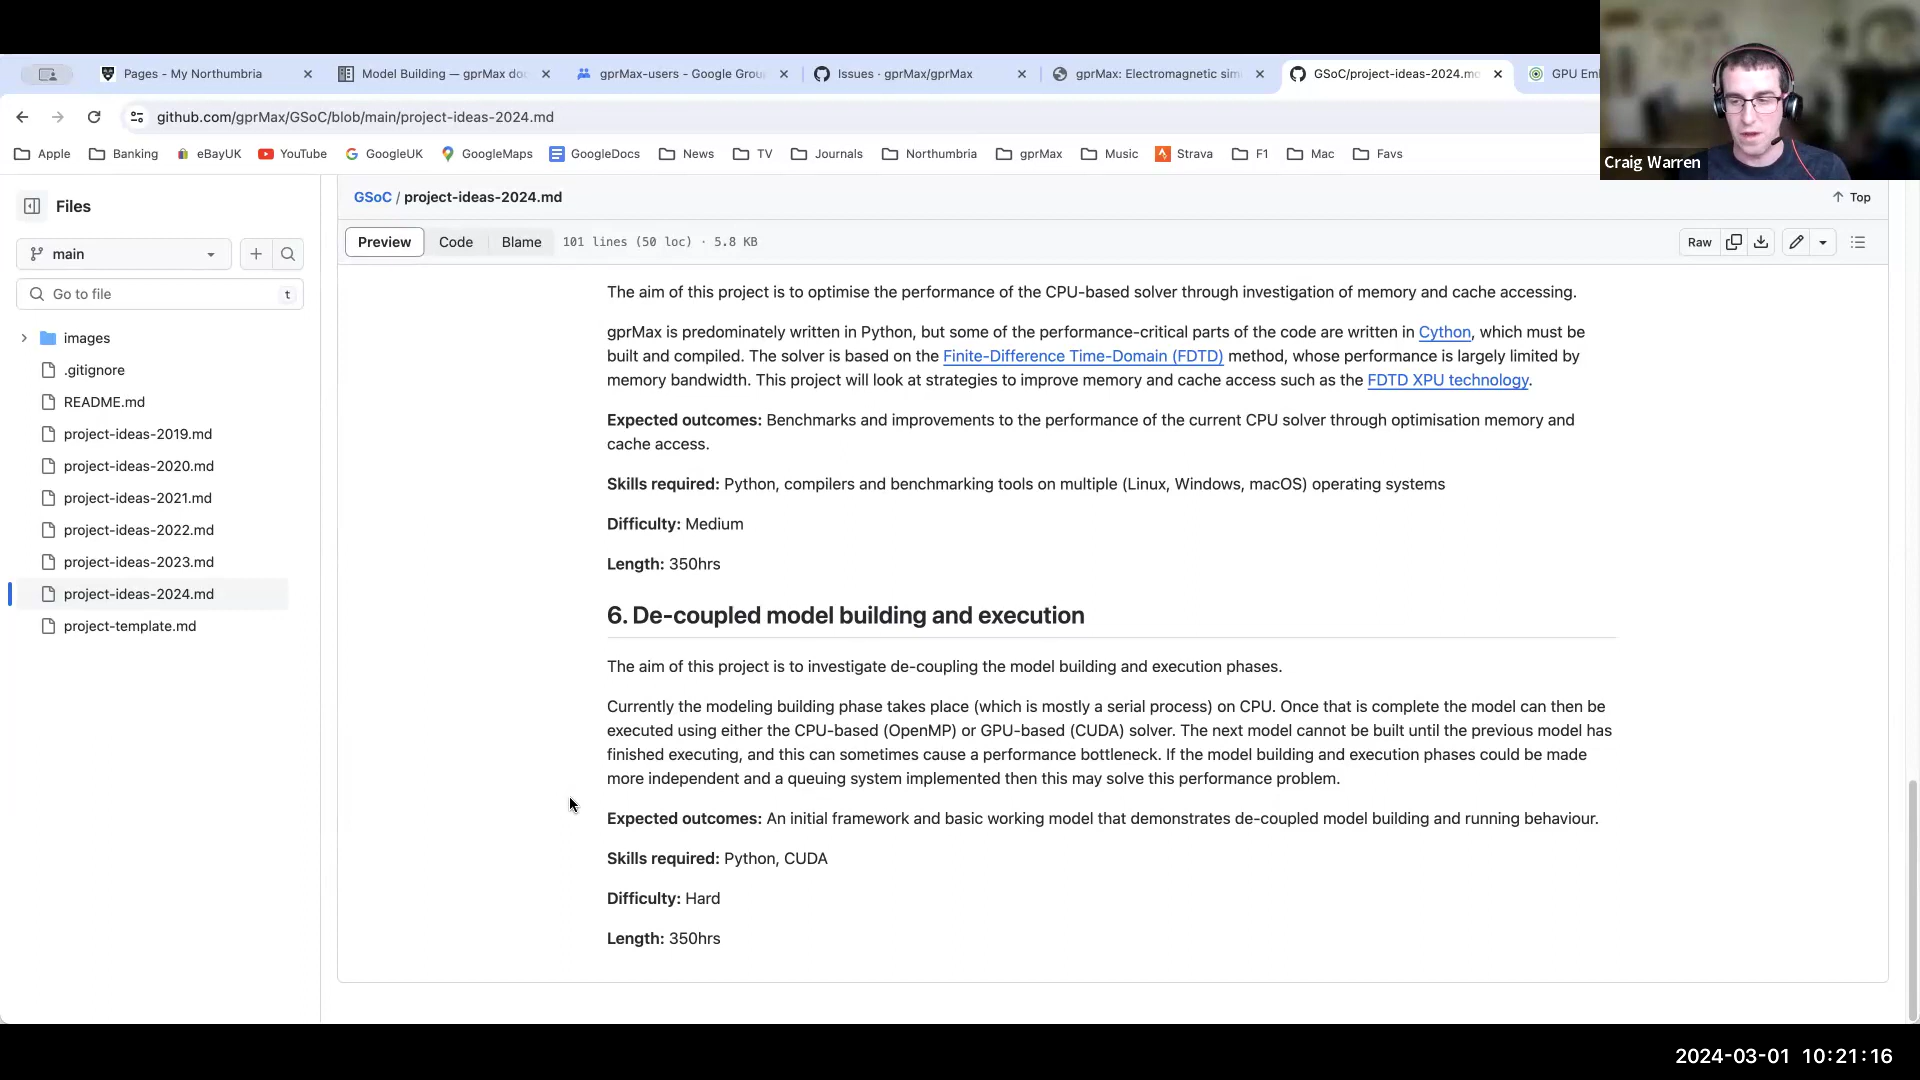 Pages - My Northumbria
Model Building — gprMax doc
gprMax-users - Google Grou
Issues · gprMax/gprMax
gprMax: Electromagnetic sim
GSoC/project-ideas-2024.md
GPU Em
github.com/gprMax/GSoC/blob/main/project-ideas-2024.md
Apple
Banking
eBayUK
YouTube
GoogleUK
GoogleMaps
GoogleDocs
News
TV
Journals
Northumbria
gprMax
Music
Strava
F1
Mac
Favs
Craig Warren
Files
main
Go to file
t
images
.gitignore
README.md
project-ideas-2019.md
project-ideas-2020.md
project-ideas-2021.md
project-ideas-2022.md
project-ideas-2023.md
project-ideas-2024.md
project-template.md
GSoC / project-ideas-2024.md
Top
Preview
Code
Blame
101 lines (50 loc) · 5.8 KB
Raw
The aim of this project is to optimise the performance of the CPU-based solver through investigation of memory and cache accessing.
gprMax is predominately written in Python, but some of the performance-critical parts of the code are written in Cython, which must be
built and compiled. The solver is based on the Finite-Difference Time-Domain (FDTD) method, whose performance is largely limited by
memory bandwidth. This project will look at strategies to improve memory and cache access such as the FDTD XPU technology.
Expected outcomes: Benchmarks and improvements to the performance of the current CPU solver through optimisation memory and
cache access.
Skills required: Python, compilers and benchmarking tools on multiple (Linux, Windows, macOS) operating systems
Difficulty: Medium
Length: 350hrs
6. De-coupled model building and execution
The aim of this project is to investigate de-coupling the model building and execution phases.
Currently the modeling building phase takes place (which is mostly a serial process) on CPU. Once that is complete the model can then be
executed using either the CPU-based (OpenMP) or GPU-based (CUDA) solver. The next model cannot be built until the previous model has
finished executing, and this can sometimes cause a performance bottleneck. If the model building and execution phases could be made
more independent and a queuing system implemented then this may solve this performance problem.
Expected outcomes: An initial framework and basic working model that demonstrates de-coupled model building and running behaviour.
Skills required: Python, CUDA
Difficulty: Hard
Length: 350hrs
2024-03-01 10:21:16